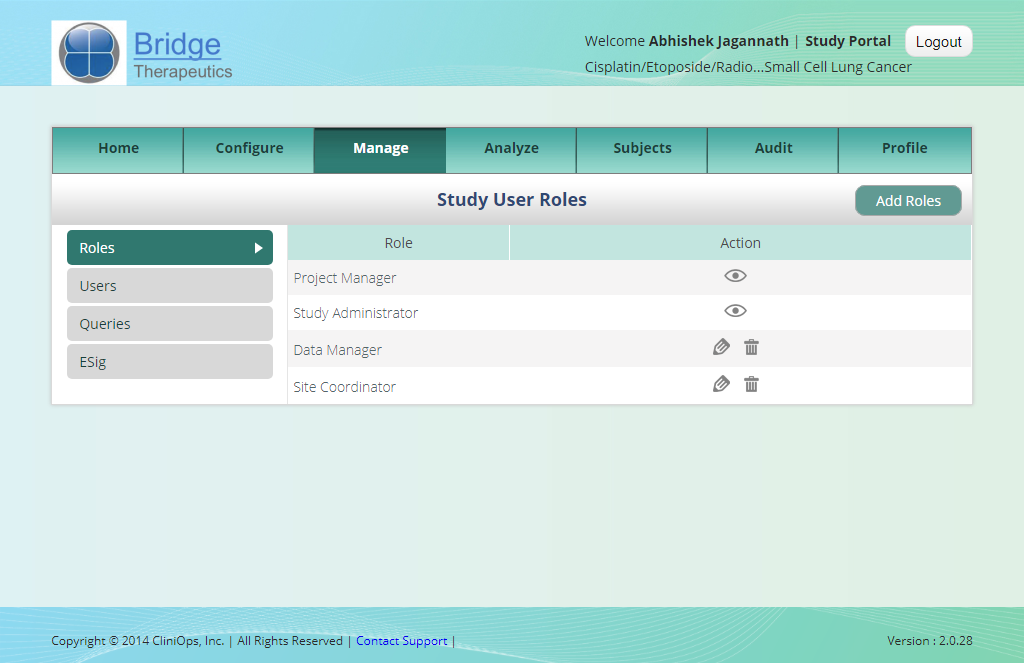 Bridge
Therapeutics
Welcome Abhishek Jagannath | Study Portal
Logout
Cisplatin/Etoposide/Radio...Small Cell Lung Cancer
Home Configure Manage Analyze Subjects Audit Profile
Study User Roles
Add Roles
Roles
Users
Queries
ESig
Role Action
Project Manager
Study Administrator
Data Manager
Site Coordinator
Copyright © 2014 CliniOps, Inc. | All Rights Reserved | Contact Support |
Version : 2.0.28